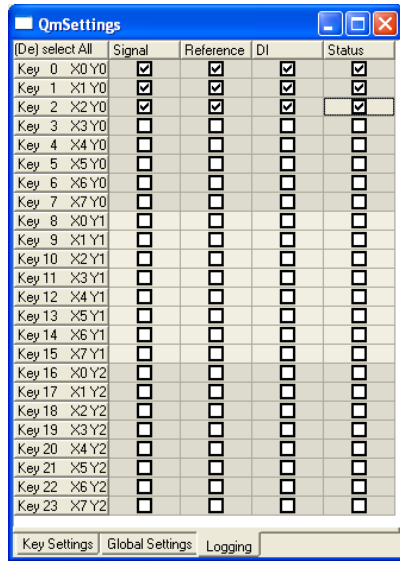 QmSettings
(De) select All Signal Reference DI Status
Key 0 X0 Y0
Key 1 X1 Y0
Key 2 X2 Y0
Key 3 X3 Y0
Key 4 X4 Y0
Key 5 X5 Y0
Key 6 X6 Y0
Key 7 X7 Y0
Key 8 X0 Y1
Key 9 X1 Y1
Key 10 X2 Y1
Key 11 X3 Y1
Key 12 X4 Y1
Key 13 X5 Y1
Key 14 X6 Y1
Key 15 X7 Y1
Key 16 X0 Y2
Key 17 X1 Y2
Key 18 X2 Y2
Key 19 X3 Y2
Key 20 X4 Y2
Key 21 X5 Y2
Key 22 X6 Y2
Key 23 X7 Y2
Key Settings Global Settings Logging